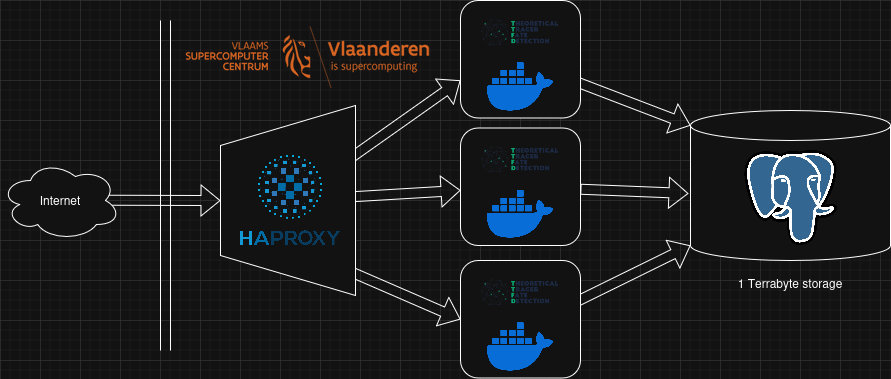 VLAAMS
SUPERCOMPUTER
CENTRUM
Vlaanderen
is supercomputing
THEORETICAL
TRACER
FATE
DETECTION
THEORETICAL
TRACER
FATE
DETECTION
THEORETICAL
TRACER
FATE
DETECTION
Internet
HAPROXY
1 Terrabyte storage